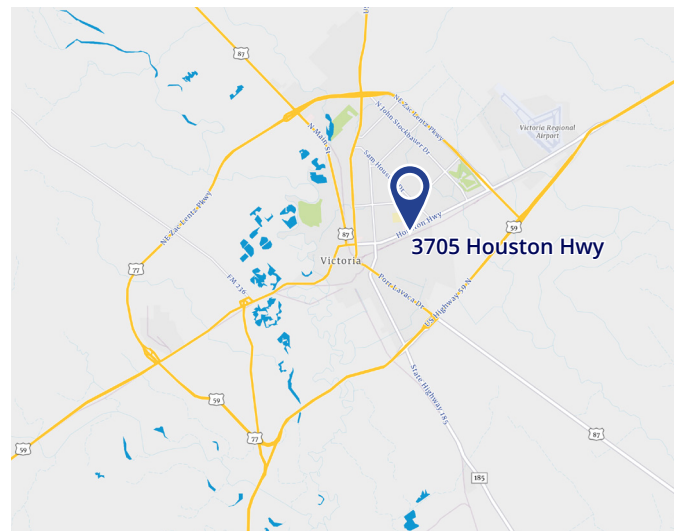 U
87
NE Zac Lentz Pkwy
N John Stockbauer Dr
N Main St.
Victoria Regional
Airport
Sam Hous
Dr
NE Zac Lentz Pkwy
59
Houston Hwy
87
3705 Houston Hwy
Victoria
77
FM 236
Port Lavaca Dr
US Highway 59 N
State Highway 185
59
87
77
59
185